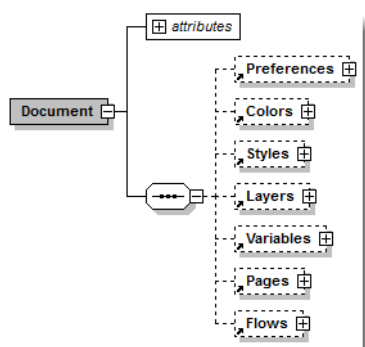 attributes
Preferences
Colors
Document
Styles
Layers
Variables
Pages
Flows